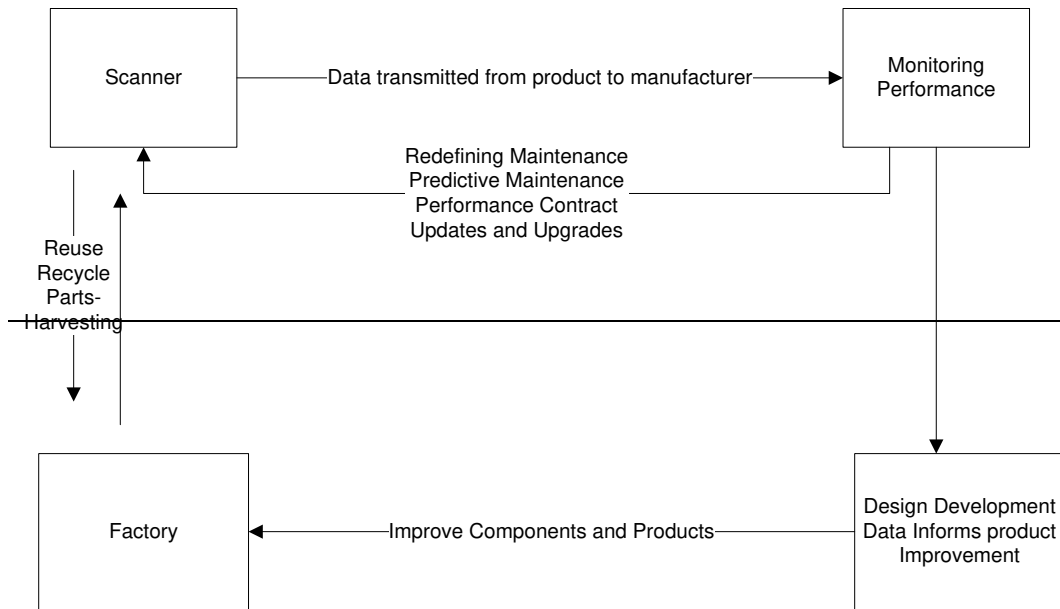 Scanner
Data transmitted from product to manufacturer
Monitoring
Performance
Redefining Maintenance
Predictive Maintenance
Performance Contract
Updates and Upgrades
Reuse
Recycle
Parts-
Harvesting
Factory
Improve Components and Products
Design Development
Data Informs product
Improvement